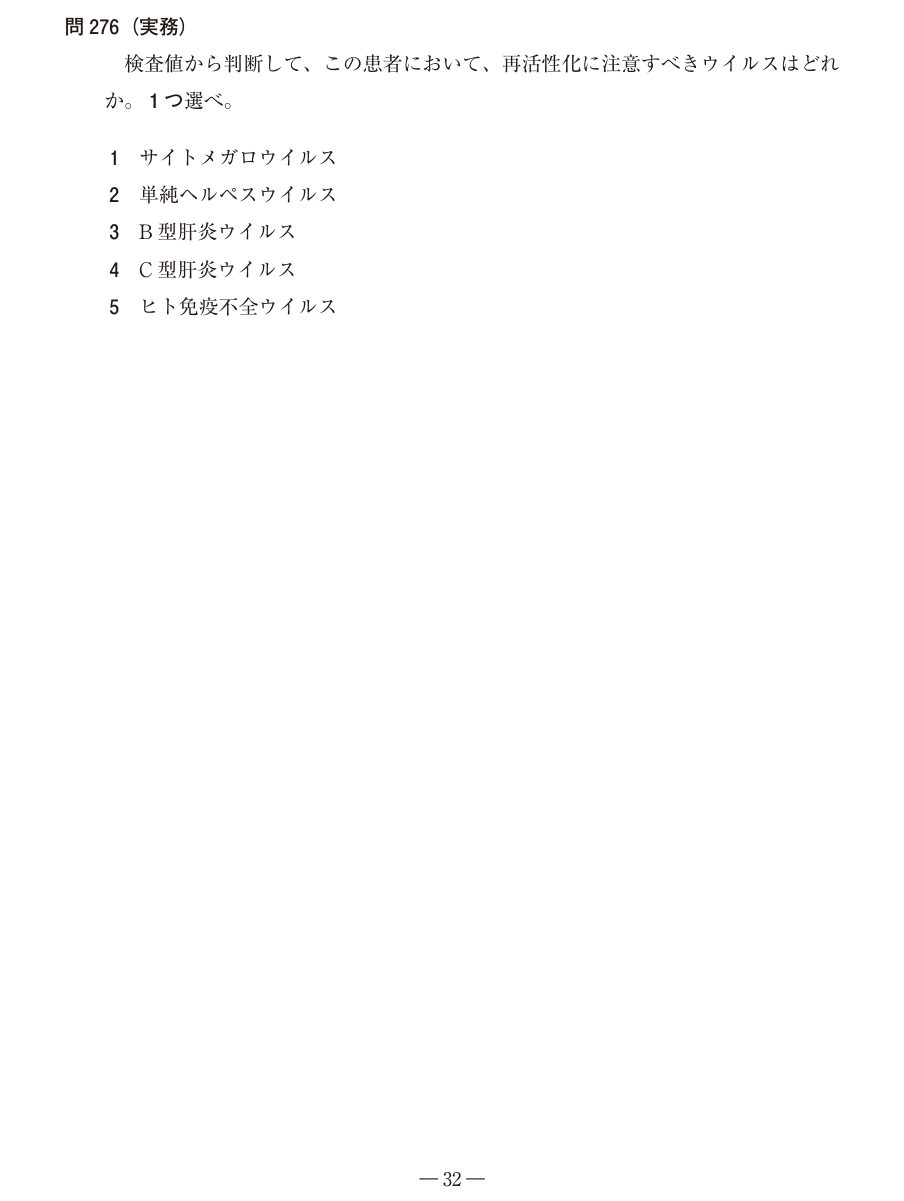 問 276（実務）
検査値から判断して、この患者において、再活性化に注意すべきウイルスはどれ
か。1つ選べ。
1 サイトメガロウイルス
2 単純ヘルペスウイルス
3 B 型肝炎ウイルス
4 C 型肝炎ウイルス
5 ヒト免疫不全ウイルス
― 32 ―